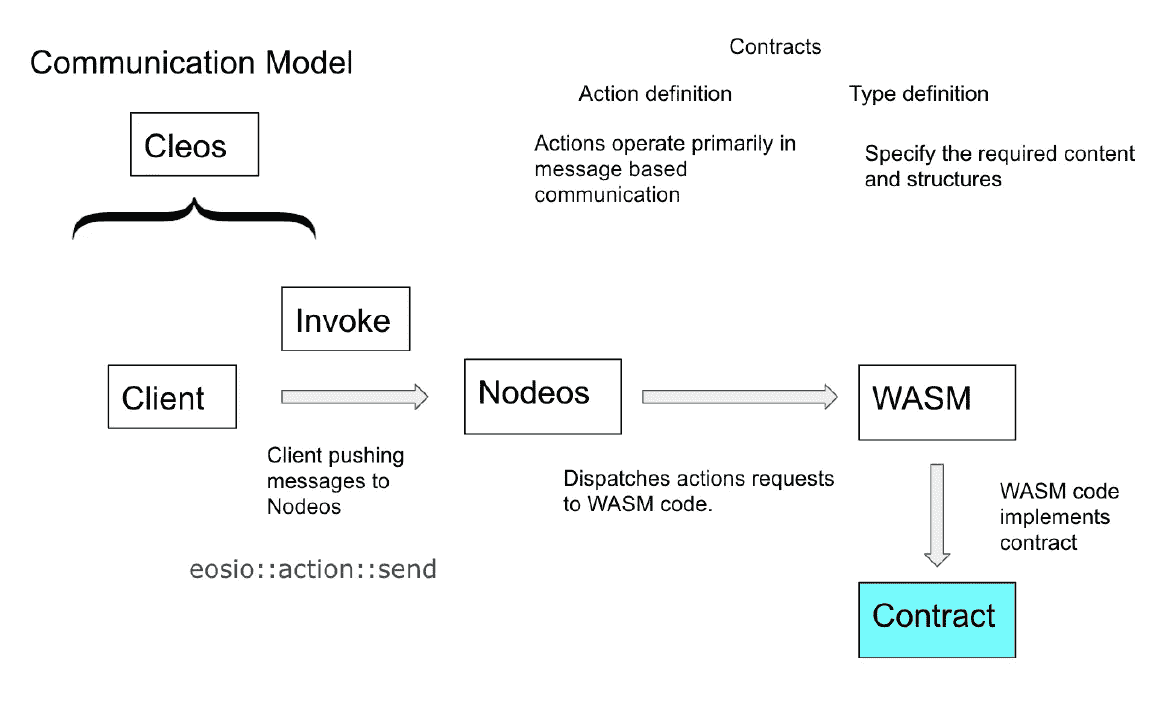 Communication Model
Cleos
Contracts
Action definition
Actions operate primarily in
message based
communication
Type definition
Specify the required content
and structures
Invoke
Client
Nodeos
WASM
Client pushing
messages to
Nodeos
eosio::action::send
Dispatches actions requests
to WASM code.
WASM code
implements
contract
Contract